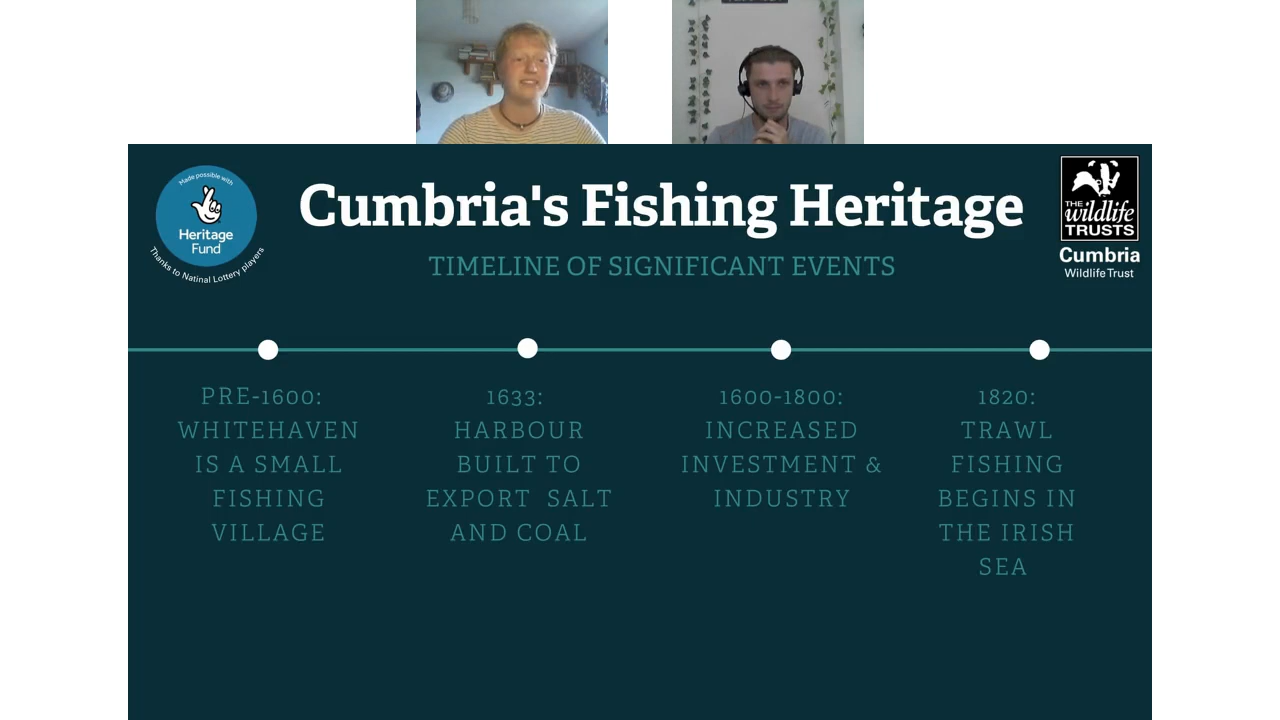 Made possible with
Heritage
Fund
Thanks to Natinal Lottery players
Cumbria's Fishing Heritage
TIMELINE OF SIGNIFICANT EVENTS
THE
wildlife
TRUSTS
Cumbria
Wildlife Trust
PRE-1600:
WHITEHAVEN
IS A SMALL
FISHING
VILLAGE
1633:
HARBOUR
BUILT TO
EXPORT SALT
AND COAL
1600-1800:
INCREASED
INVESTMENT &
INDUSTRY
1820:
TRAWL
FISHING
BEGINS IN
THE IRISH
SEA